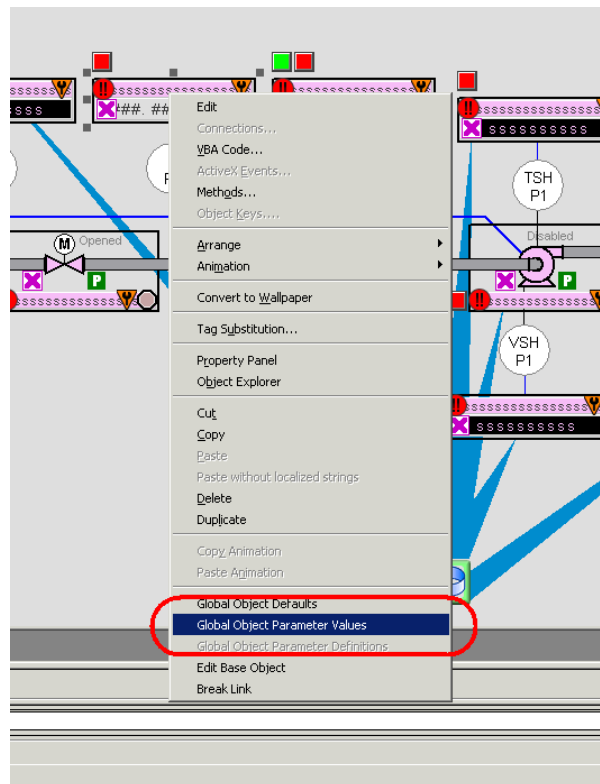 sssss
sss
###. ##
ssssssssss
ssssssssss
TSH
P1
M
Opened
P
Disabled
P
VSH
P1
ssssssssss
Edit
Connections...
VBA Code...
ActiveX Events...
Methods...
Object Keys....
Arrange
Animation
Convert to Wallpaper
Tag Substitution...
Property Panel
Object Explorer
Cut
Copy
Paste
Paste without localized strings
Delete
Duplicate
Copy Animation
Paste Animation
Global Object Defaults
Global Object Parameter Values
Global Object Parameter Definitions
Edit Base Object
Break Link